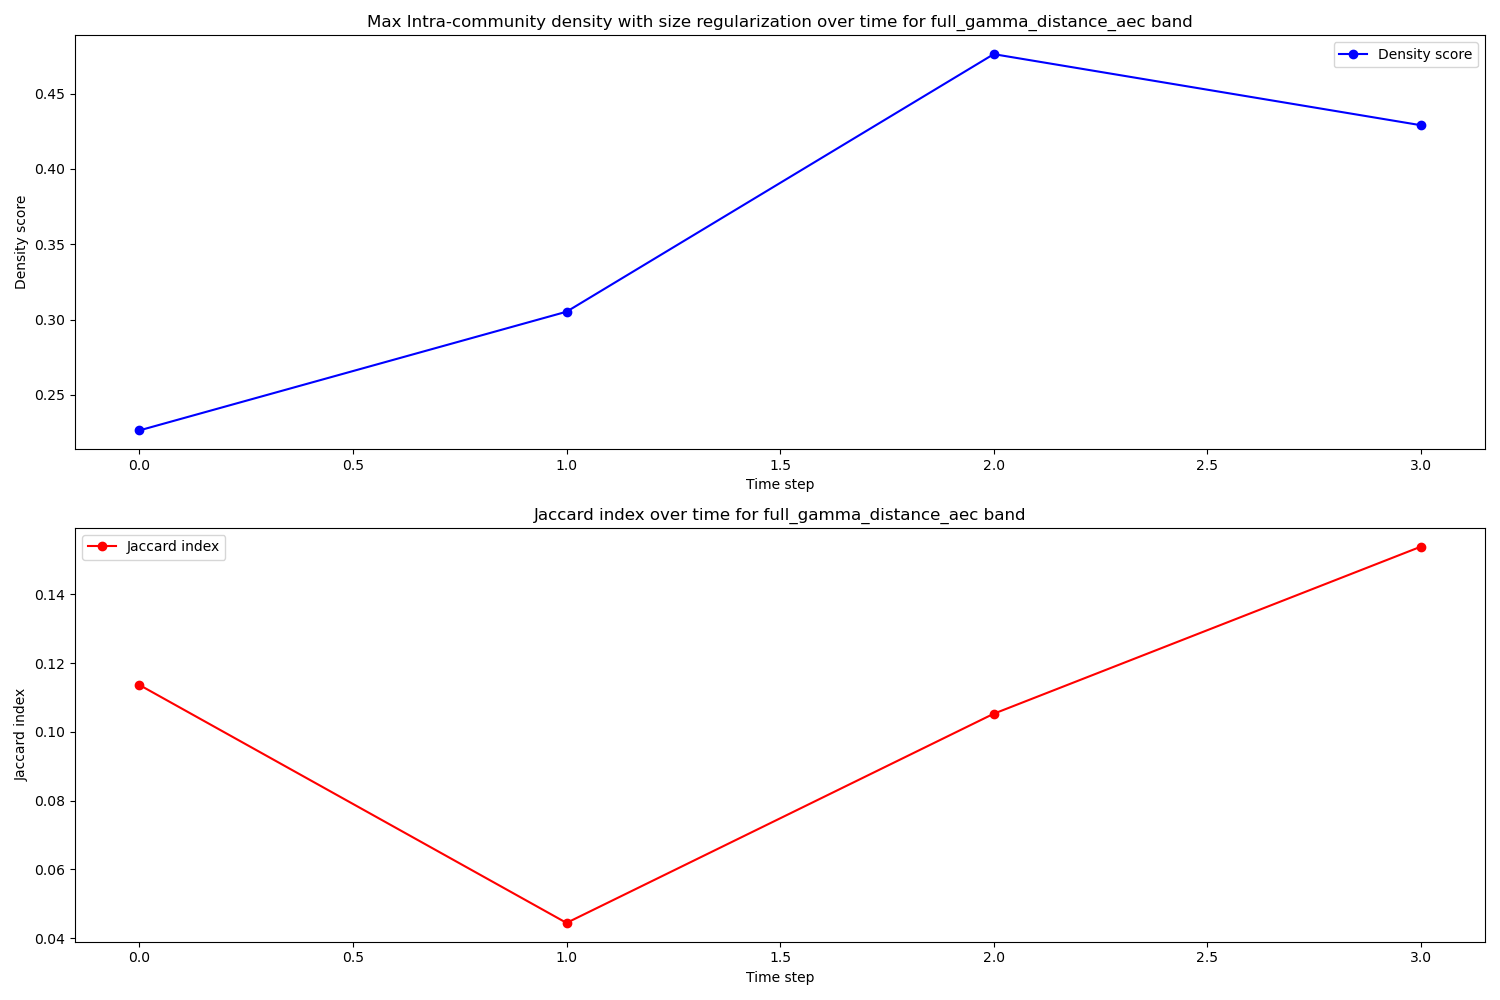 Max Intra-community density with size regularization over time for full_gamma_distance_aec band
Density score
0.45
0.40
0.35
0.30
0.25
Density score
0.0 0.5 1.0 1.5 2.0 2.5 3.0
Time step
Jaccard index over time for full_gamma_distance_aec band
Jaccard index
0.14
0.12
0.10
0.08
0.06
0.04
Jaccard index
0.0 0.5 1.0 1.5 2.0 2.5 3.0
Time step